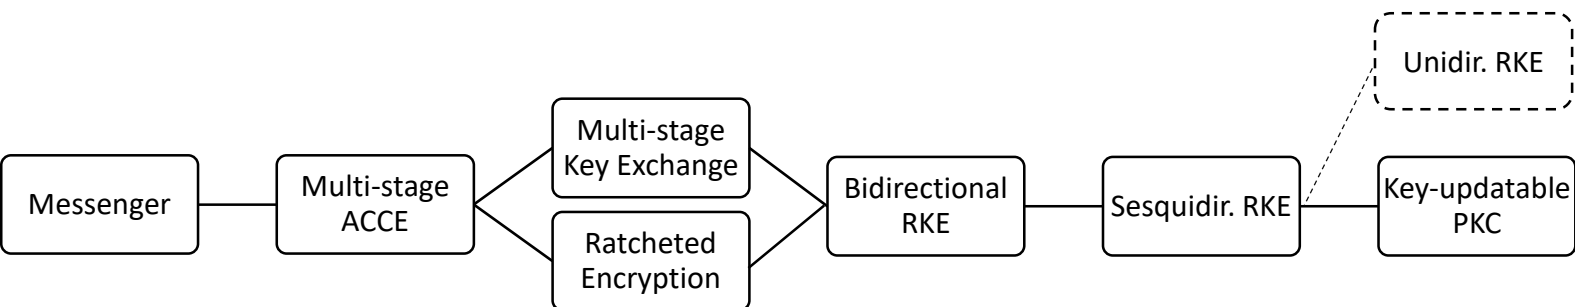 Messenger
Multi-stage
ACCE
Multi-stage
Key Exchange
Ratcheted
Encryption
Bidirectional
RKE
Sesquidir. RKE
Unidir. RKE
Key-updatable
PKC